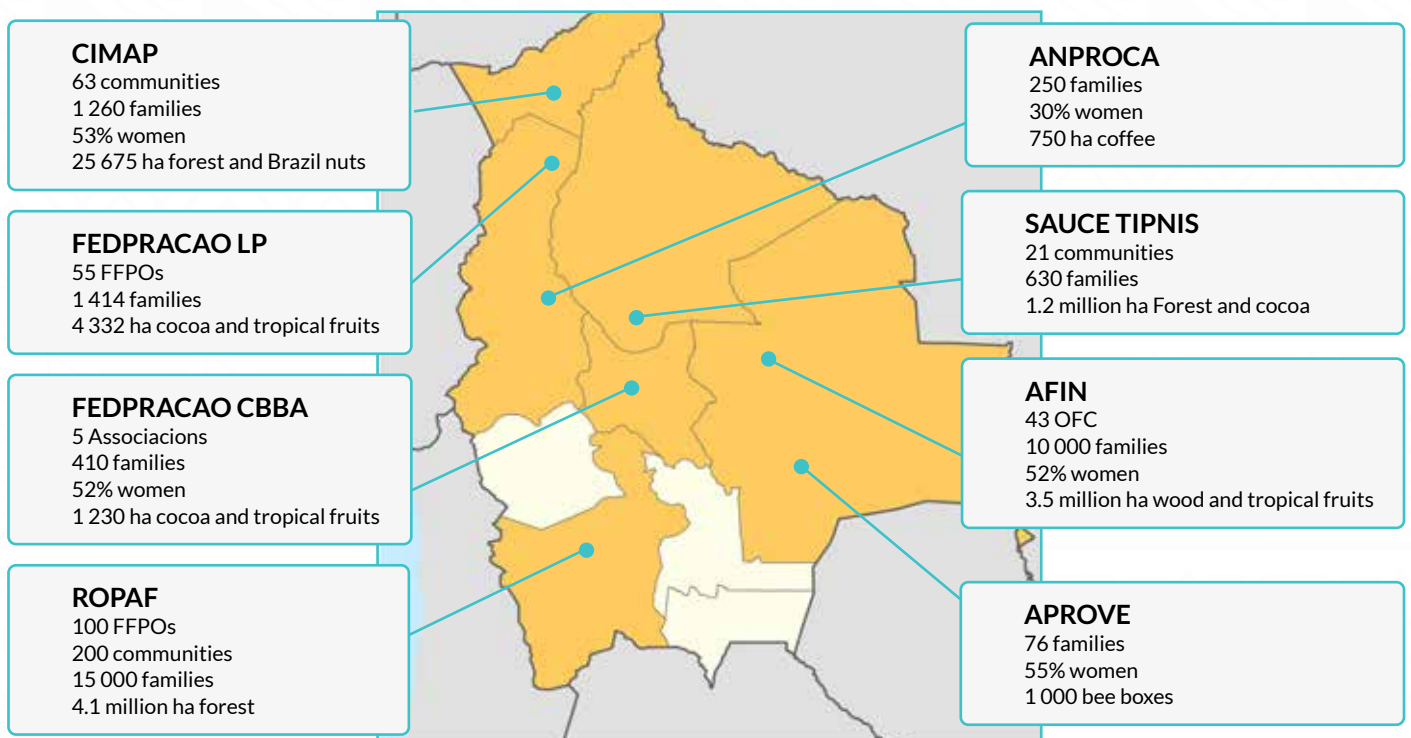 CIMAP
63 communities
1 260 families
53% women
25 675 ha forest and Brazil nuts
FEDPRACAO LP
55 FFPOs
1 414 families
4 332 ha cocoa and tropical fruits
FEDPRACAO CBBA
5 Associacions
410 families
52% women
1 230 ha cocoa and tropical fruits
ROPAF
100 FFPOs
200 communities
15 000 families
4.1 million ha forest
ANPROCA
250 families
30% women
750 ha coffee
SAUCE TIPNIS
21 communities
630 families
1.2 million ha Forest and cocoa
AFIN
43 OFC
10 000 families
52% women
3.5 million ha wood and tropical fruits
APROVE
76 families
55% women
1 000 bee boxes